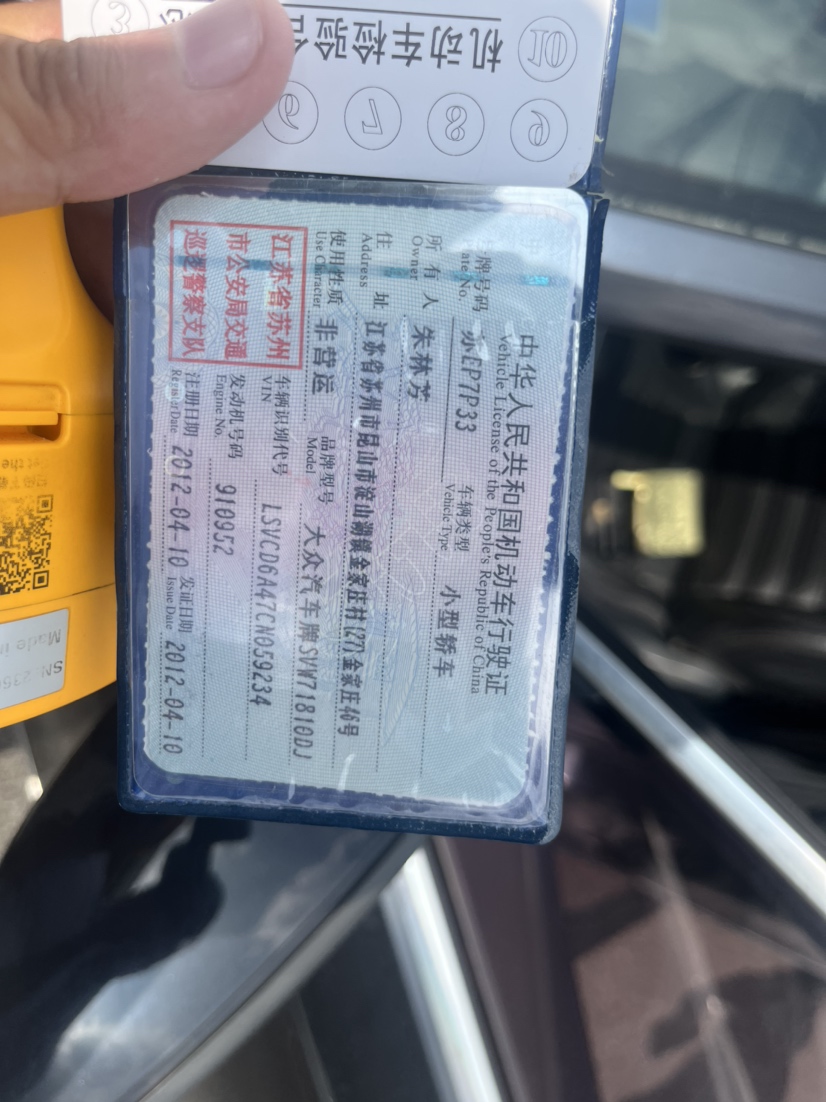 机动车检验
10
9
8
7
6
中华人民共和国机动车行驶证
Vehicle License of the People's Republic of China
牌号码 苏EP7P33 车辆类型 小型轿车
Plate No. Vehicle Type
所有人 朱林芳
Owner
住址 江苏省苏州市昆山市淀山湖镇金家庄村(27)金家庄46号
Address
使用性质 非营运 品牌型号 大众汽车牌SVW71810DJ
Use Character Model
江苏省苏州
市公安局交通
巡逻警察支队
车辆识别代号 LSVCD6A47CN059234
VIN
发动机号码 910952
Engine No.
注册日期 2012-04-10 发证日期 2012-04-10
Register Date Issue Date
Made in
SN